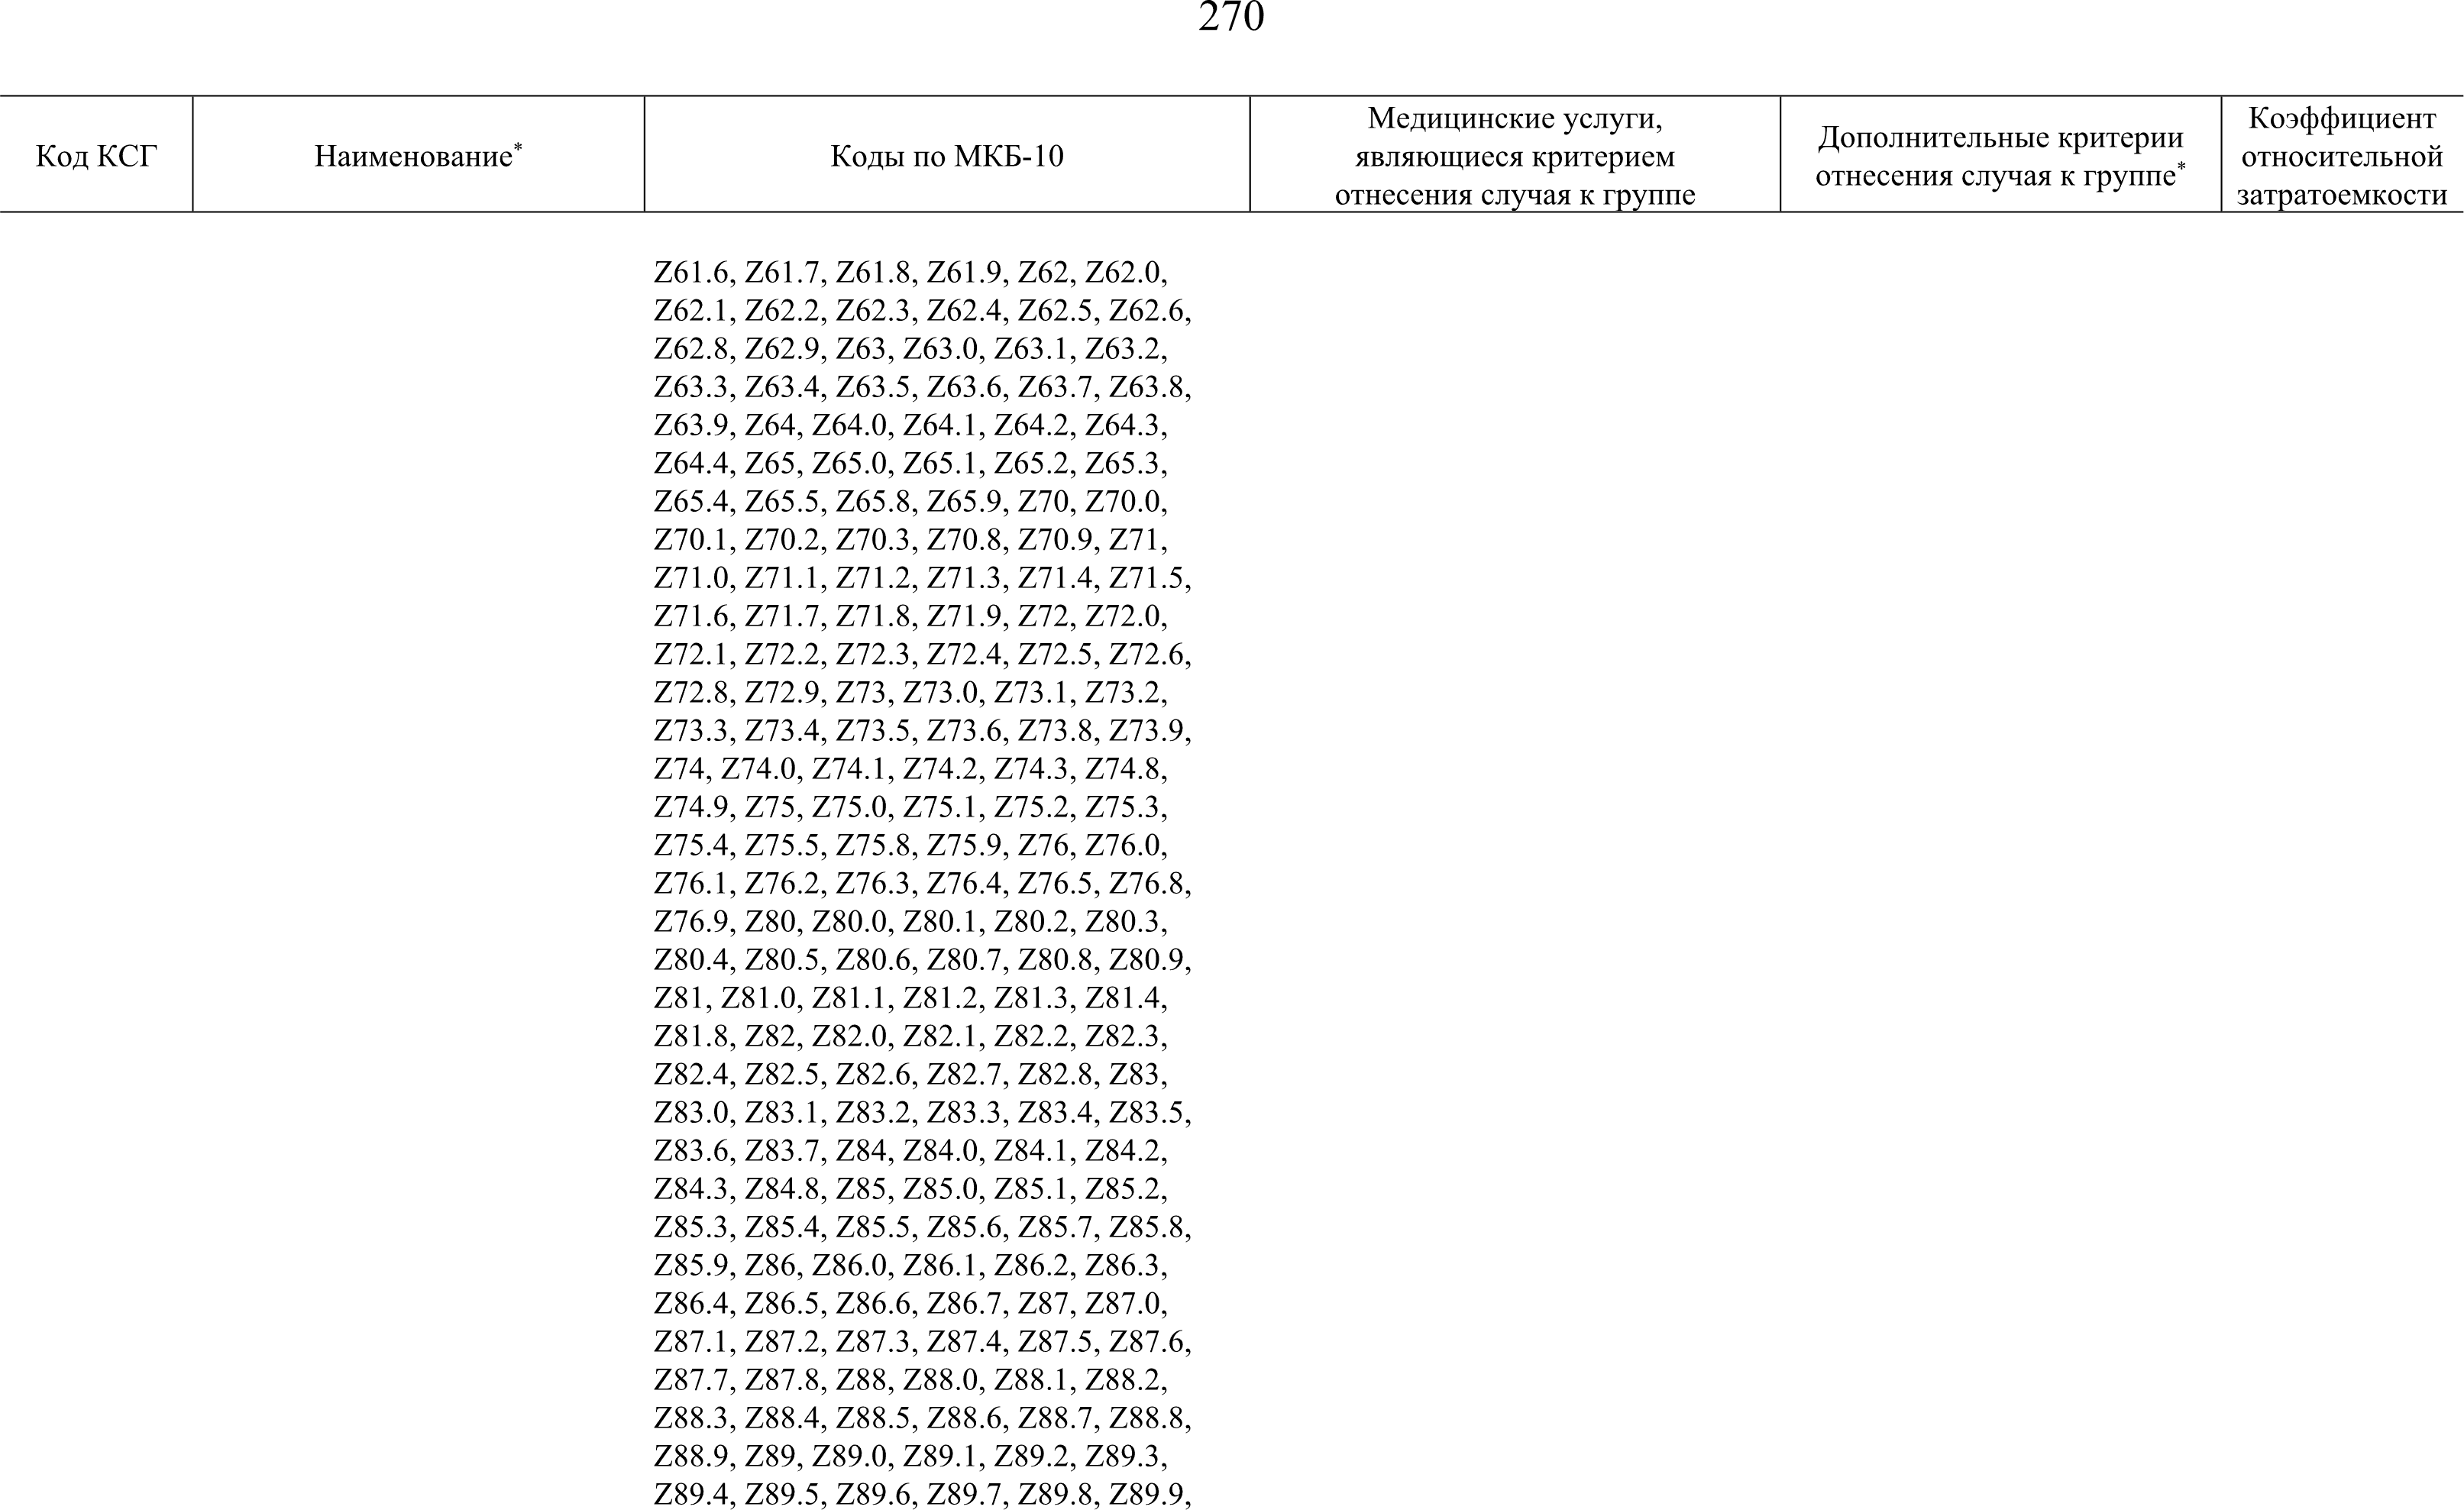 270
Код КСГ
Наименование*
Коды по МКБ-10
Медицинские услуги,
являющиеся критерием
отнесения случая к группе
Дополнительные критерии
отнесения случая к группе*
Коэффициент
относительной
затратоемкости
Z61.6, Z61.7, Z61.8, Z61.9, Z62, Z62.0,
Z62.1, Z62.2, Z62.3, Z62.4, Z62.5, Z62.6,
Z62.8, Z62.9, Z63, Z63.0, Z63.1, Z63.2,
Z63.3, Z63.4, Z63.5, Z63.6, Z63.7, Z63.8,
Z63.9, Z64, Z64.0, Z64.1, Z64.2, Z64.3,
Z64.4, Z65, Z65.0, Z65.1, Z65.2, Z65.3,
Z65.4, Z65.5, Z65.8, Z65.9, Z70, Z70.0,
Z70.1, Z70.2, Z70.3, Z70.8, Z70.9, Z71,
Z71.0, Z71.1, Z71.2, Z71.3, Z71.4, Z71.5,
Z71.6, Z71.7, Z71.8, Z71.9, Z72, Z72.0,
Z72.1, Z72.2, Z72.3, Z72.4, Z72.5, Z72.6,
Z72.8, Z72.9, Z73, Z73.0, Z73.1, Z73.2,
Z73.3, Z73.4, Z73.5, Z73.6, Z73.8, Z73.9,
Z74, Z74.0, Z74.1, Z74.2, Z74.3, Z74.8,
Z74.9, Z75, Z75.0, Z75.1, Z75.2, Z75.3,
Z75.4, Z75.5, Z75.8, Z75.9, Z76, Z76.0,
Z76.1, Z76.2, Z76.3, Z76.4, Z76.5, Z76.8,
Z76.9, Z80, Z80.0, Z80.1, Z80.2, Z80.3,
Z80.4, Z80.5, Z80.6, Z80.7, Z80.8, Z80.9,
Z81, Z81.0, Z81.1, Z81.2, Z81.3, Z81.4,
Z81.8, Z82, Z82.0, Z82.1, Z82.2, Z82.3,
Z82.4, Z82.5, Z82.6, Z82.7, Z82.8, Z83,
Z83.0, Z83.1, Z83.2, Z83.3, Z83.4, Z83.5,
Z83.6, Z83.7, Z84, Z84.0, Z84.1, Z84.2,
Z84.3, Z84.8, Z85, Z85.0, Z85.1, Z85.2,
Z85.3, Z85.4, Z85.5, Z85.6, Z85.7, Z85.8,
Z85.9, Z86, Z86.0, Z86.1, Z86.2, Z86.3,
Z86.4, Z86.5, Z86.6, Z86.7, Z87, Z87.0,
Z87.1, Z87.2, Z87.3, Z87.4, Z87.5, Z87.6,
Z87.7, Z87.8, Z88, Z88.0, Z88.1, Z88.2,
Z88.3, Z88.4, Z88.5, Z88.6, Z88.7, Z88.8,
Z88.9, Z89, Z89.0, Z89.1, Z89.2, Z89.3,
Z89.4, Z89.5, Z89.6, Z89.7, Z89.8, Z89.9,